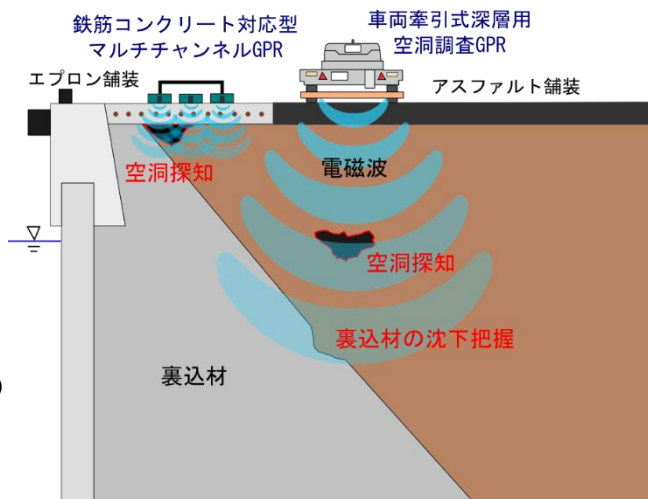 鉄筋コンクリート対応型
マルチチャンネルGPR
車両牽引式深層用
空洞調査GPR
エプロン舗装
アスファルト舗装
空洞探知
電磁波
空洞探知
裏込材の沈下把握
裏込材